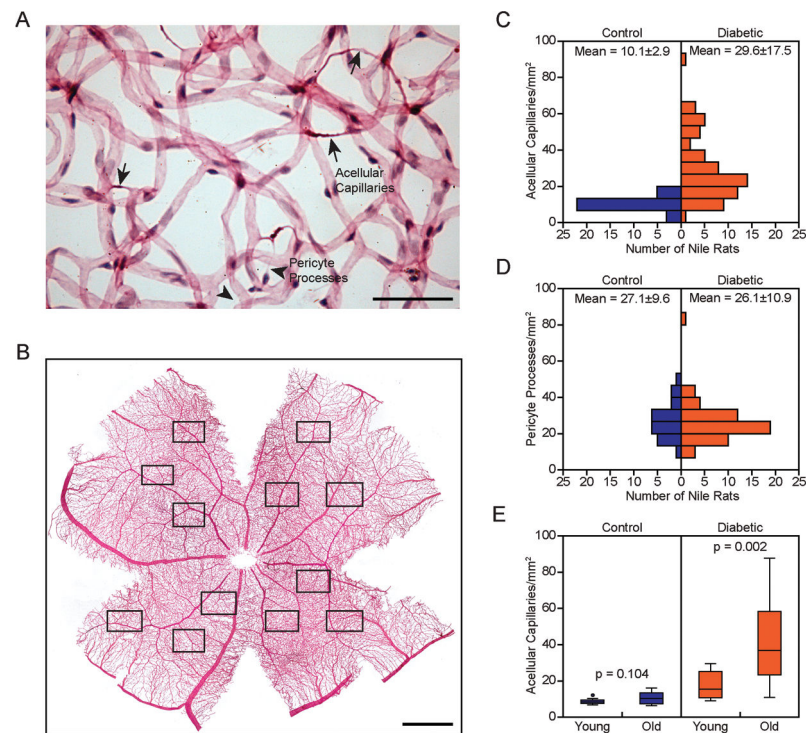 A
Acellular
Capillaries
Pericyte
Processes
B
C
Control Diabetic
Mean = 10.1±2.9 Mean = 29.6±17.5
100
80
60
40
20
0
Acellular Capillaries/mm²
25 20 15 10 5 0 5 10 15 20 25
Number of Nile Rats
D
Control Diabetic
Mean = 27.1±9.6 Mean = 26.1±10.9
100
80
60
40
20
0
Pericyte Processes/mm²
25 20 15 10 5 0 5 10 15 20 25
Number of Nile Rats
E
Control Diabetic
p = 0.002
p = 0.104
100
80
60
40
20
0
Acellular Capillaries/mm²
Young Old Young Old